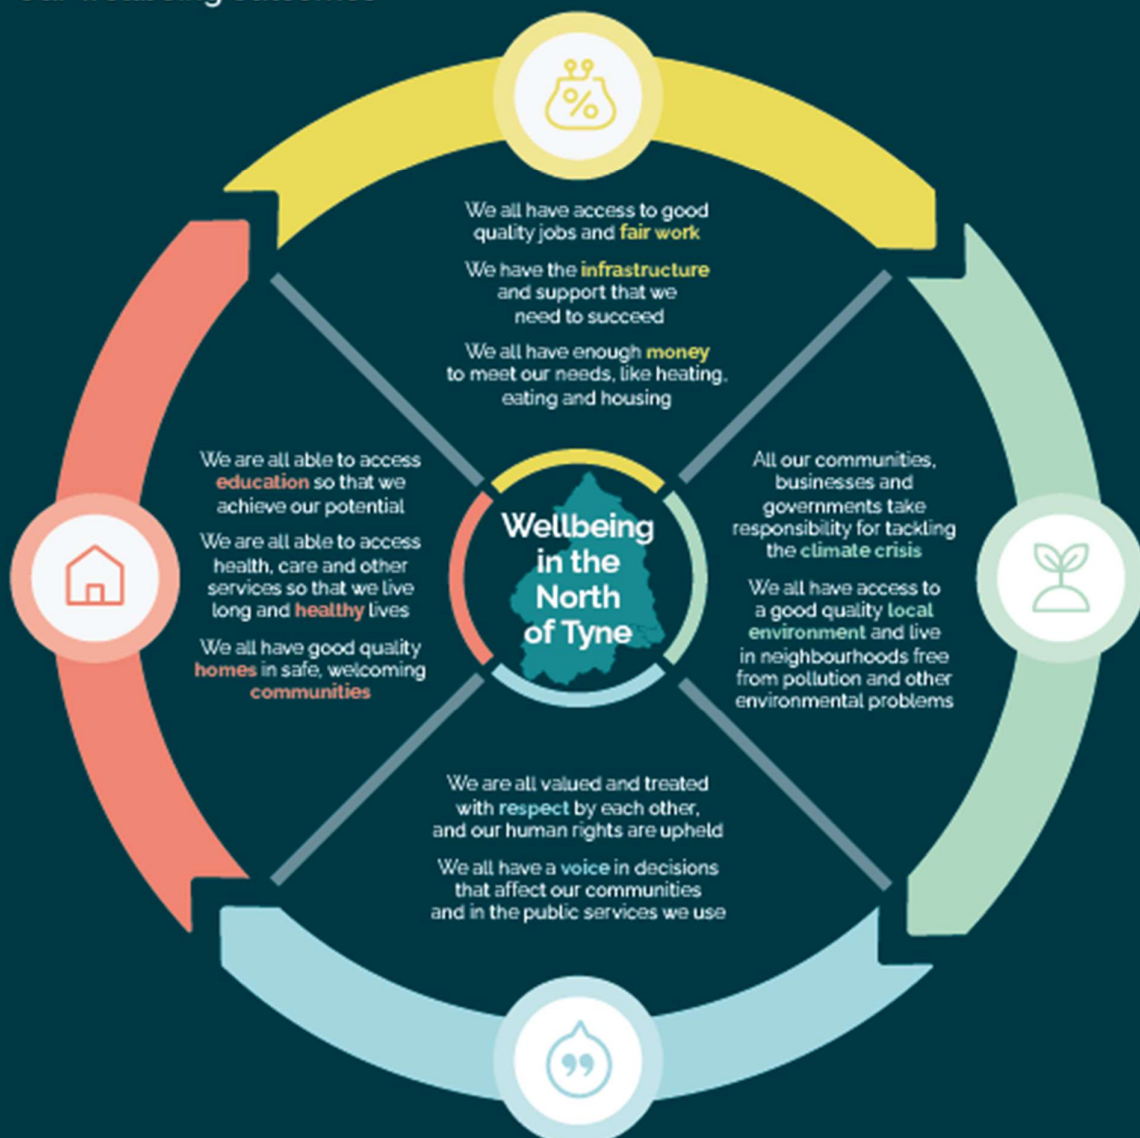 We all have access to good
quality jobs and fair work
We have the infrastructure
and support that we
need to succeed
We all have enough money
to meet our needs, like heating,
eating and housing
We are all able to access
education so that we
achieve our potential
We are all able to access
health, care and other
services so that we live
long and healthy lives
We all have good quality
homes in safe, welcoming
communities
Wellbeing
in the
North
of Tyne
All our communities,
businesses and
governments take
responsibility for tackling
the climate crisis
We all have access to
a good quality local
environment and live
in neighbourhoods free
from pollution and other
environmental problems
We are all valued and treated
with respect by each other,
and our human rights are upheld
We all have a voice in decisions
that affect our communities
and in the public services we use